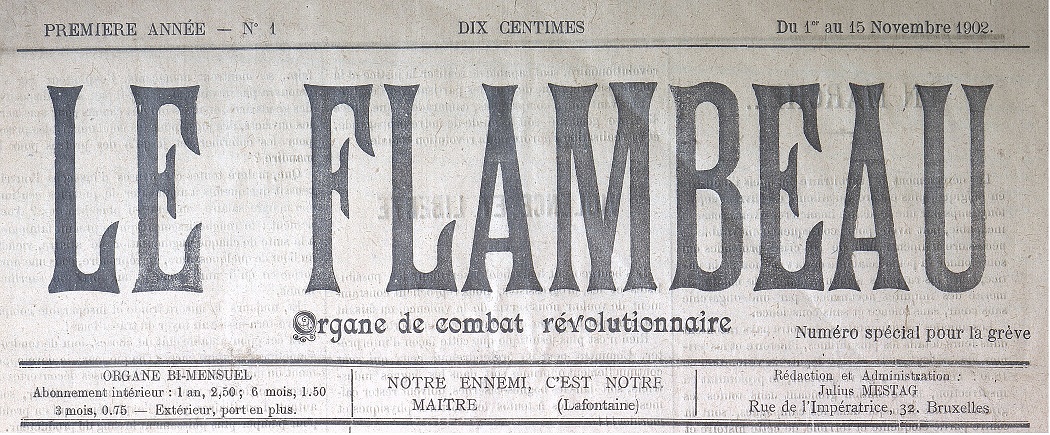 PREMIERE ANNÉE — N° 1 DIX CENTIMES Du 1er au 15 Novembre 1902.
LE FLAMBEAU
Organe de combat révolutionnaire
Numéro spécial pour la grève
ORGANE BI-MENSUEL
Abonnement intérieur : 1 an, 2,50 ; 6 mois, 1.50
3 mois, 0.75 — Extérieur, port en plus.
NOTRE ENNEMI, C'EST NOTRE
MAITRE (Lafontaine)
Rédaction et Administration :
Julius MESTAG
Rue de l'Impératrice, 32. Bruxelles